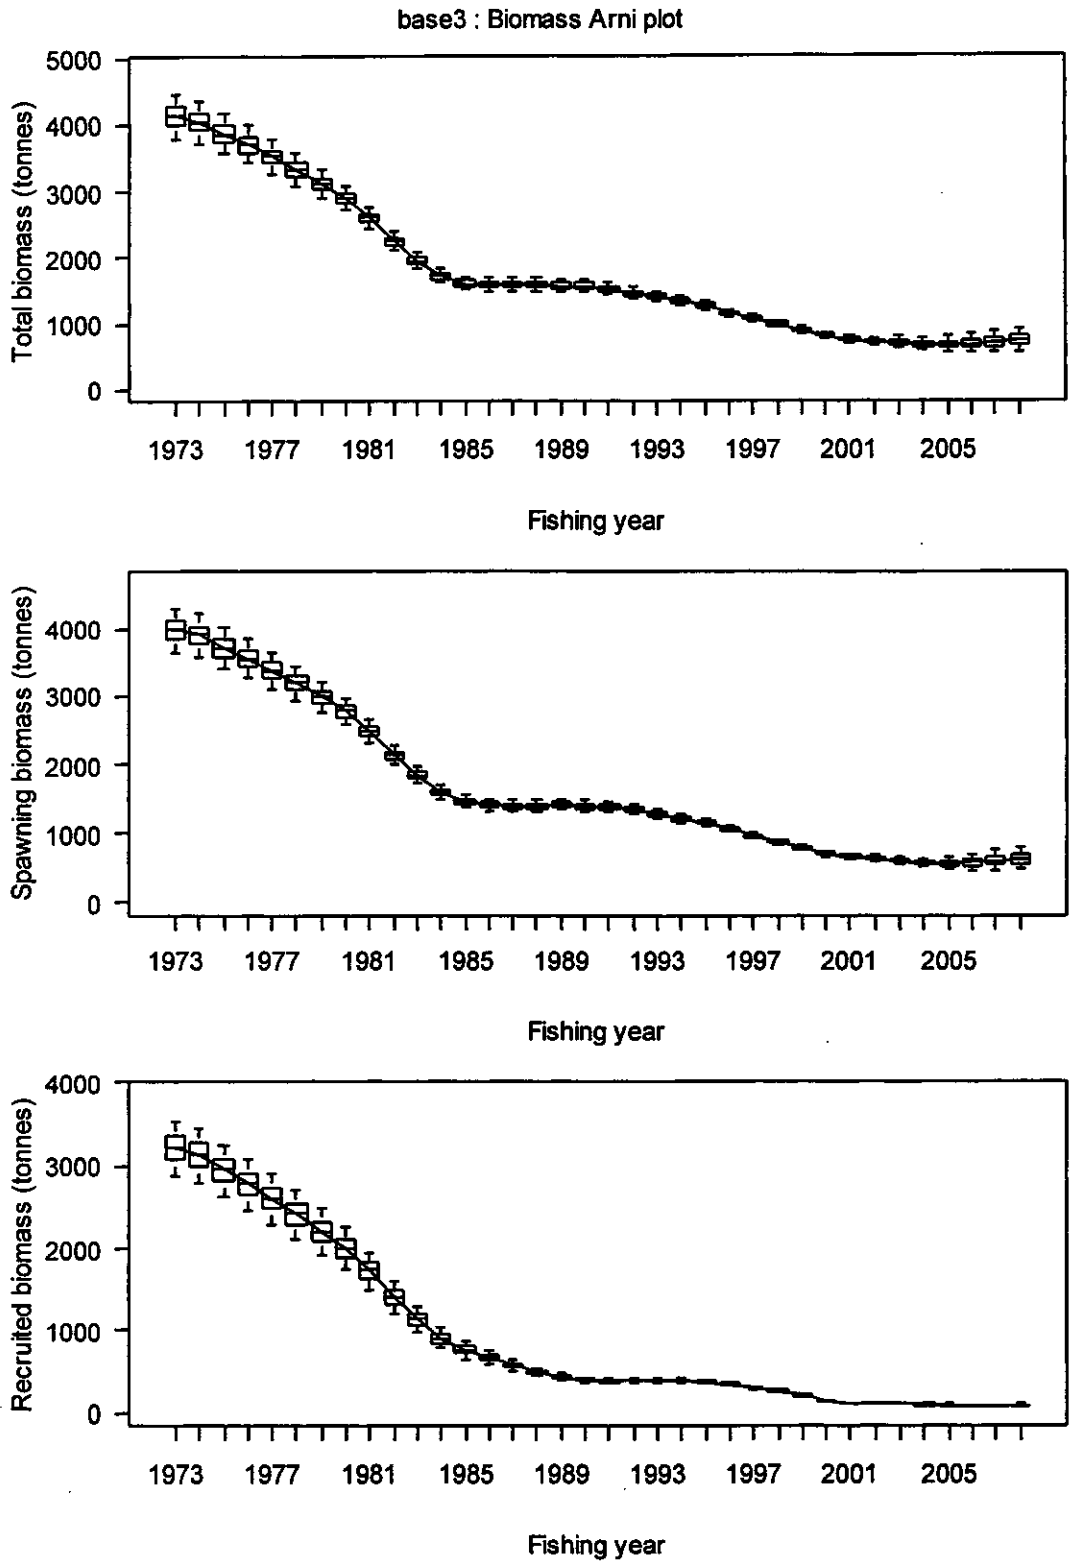 base3 : Biomass Arni plot
Total biomass (tonnes)
5000
4000
3000
2000
1000
0
1973 1977 1981 1985 1989 1993 1997 2001 2005
Fishing year
Spawning biomass (tonnes)
4000
3000
2000
1000
0
1973 1977 1981 1985 1989 1993 1997 2001 2005
Fishing year
Recruited biomass (tonnes)
4000
3000
2000
1000
0
1973 1977 1981 1985 1989 1993 1997 2001 2005
Fishing year